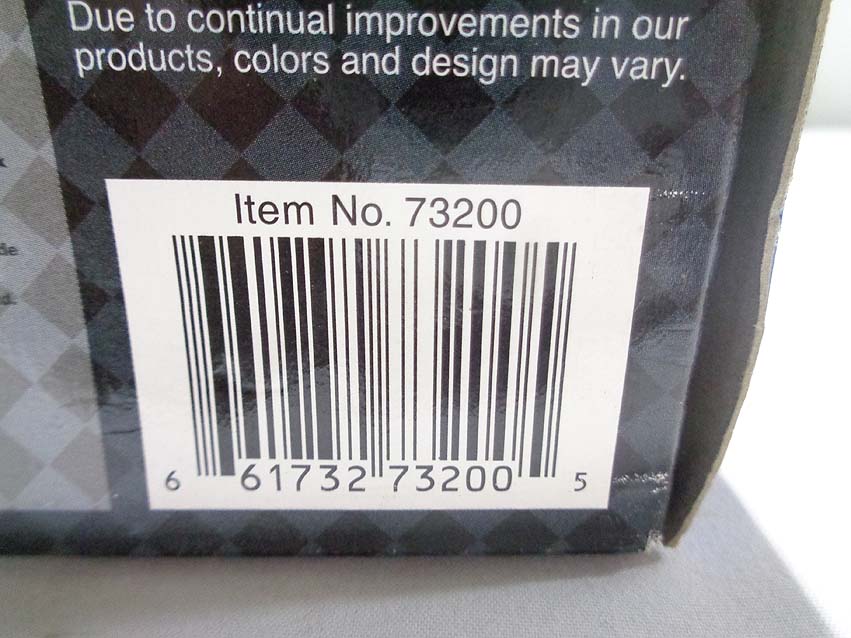 Due to continual improvements in our
products, colors and design may vary.
Item No. 73200
6 61732 73200 5